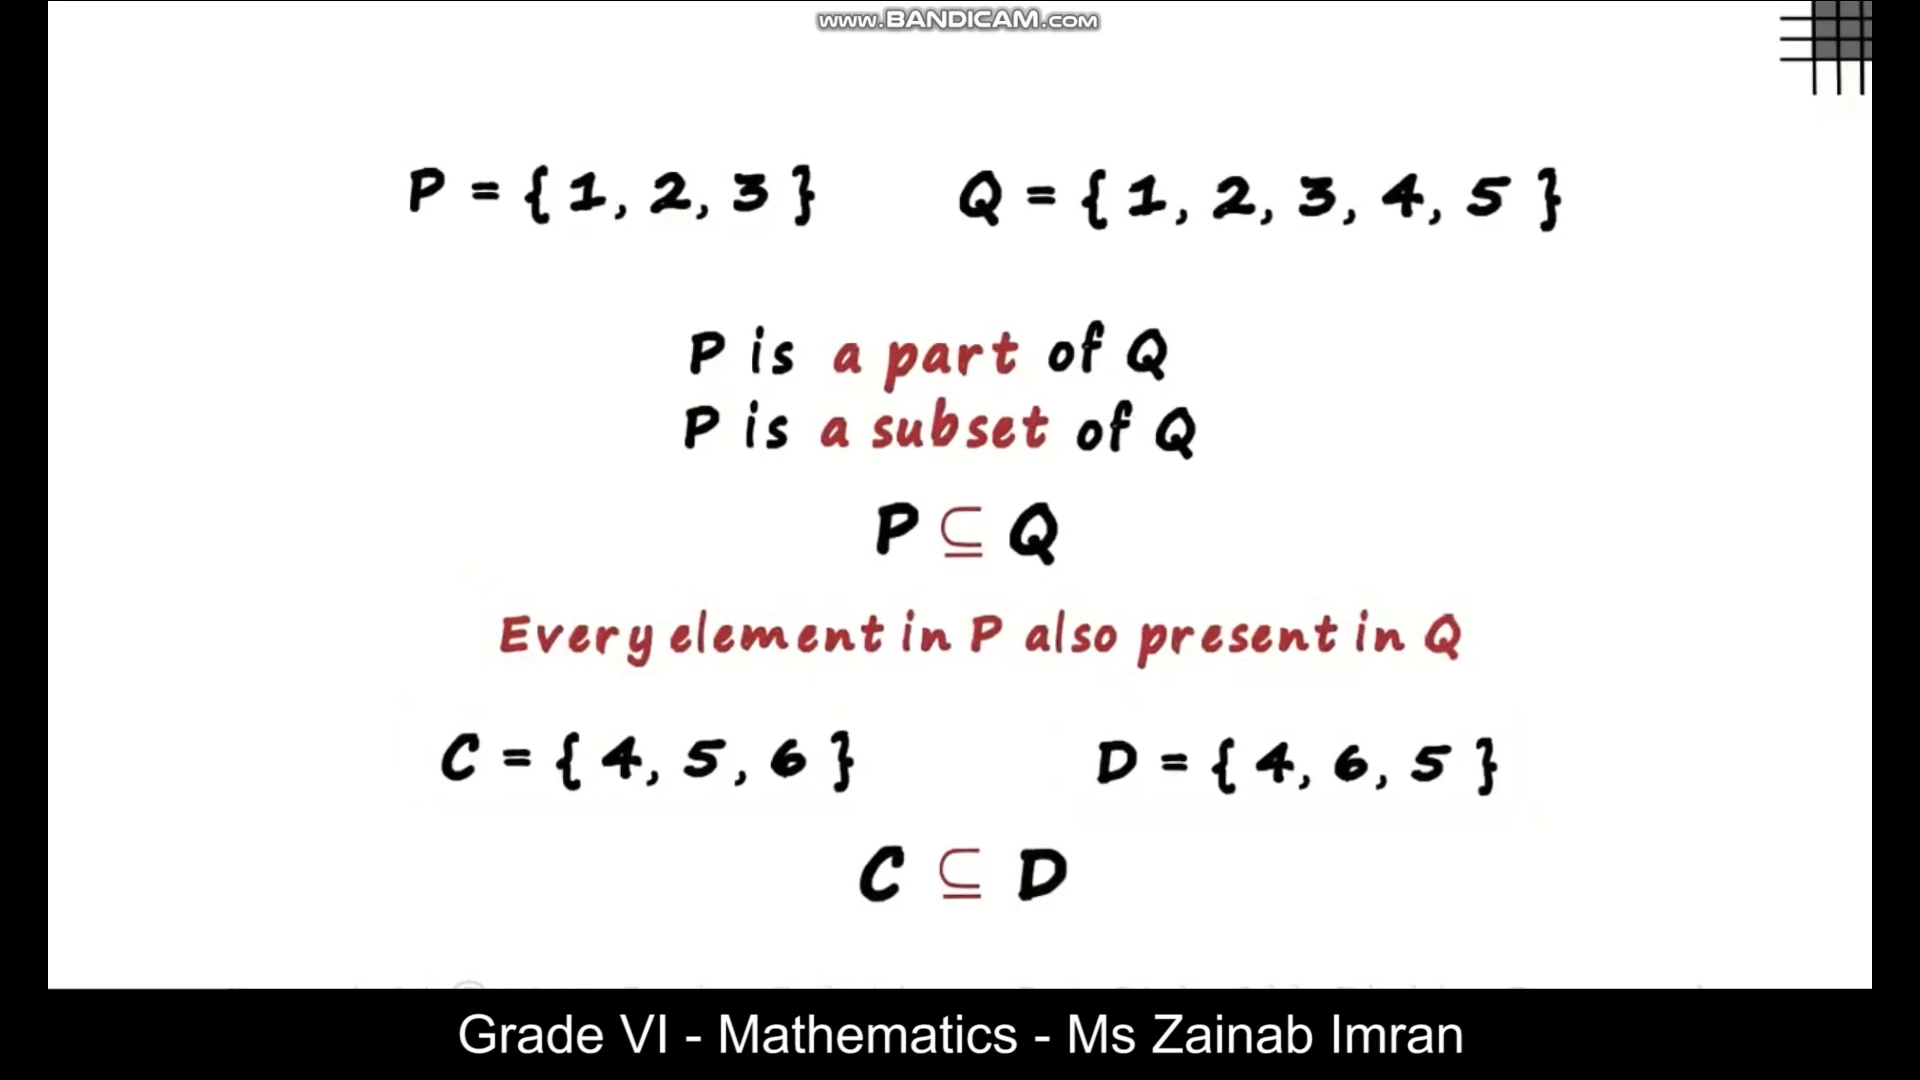 www.BANDICAM.com
P = { 1, 2, 3 } Q = { 1, 2, 3, 4, 5 }
P is a part of Q
P is a subset of Q
P ⊆ Q
Every element in P also present in Q
C = { 4, 5, 6 } D = { 4, 6, 5 }
C ⊆ D
Grade VI - Mathematics - Ms Zainab Imran